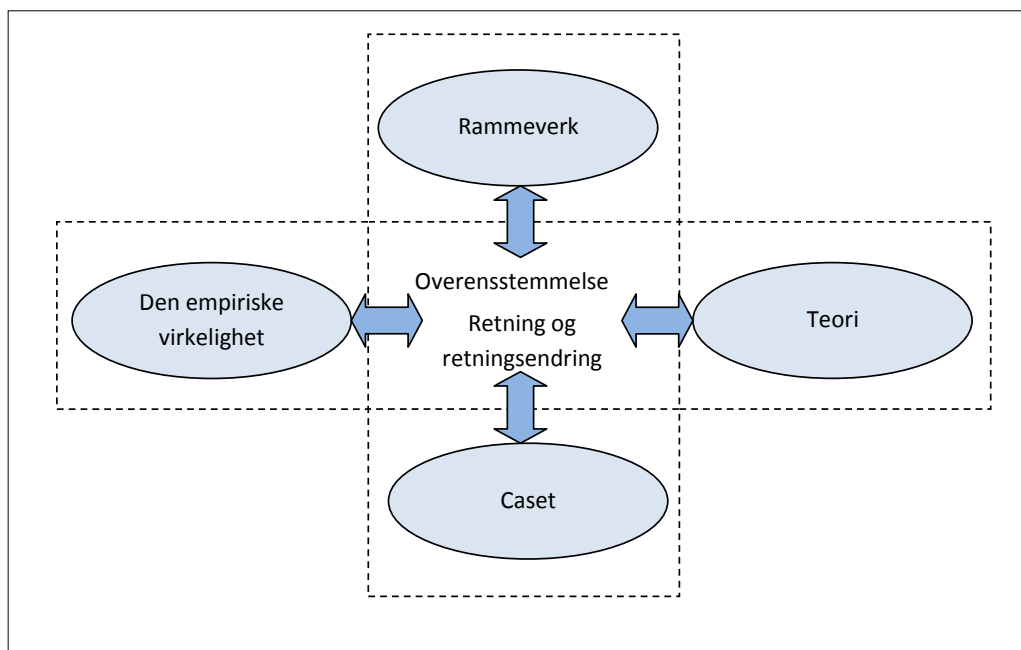 Rammeverk
Overensstemmelse
Den empiriske
virkelighet
Retning og
retningsendring
Teori
Caset